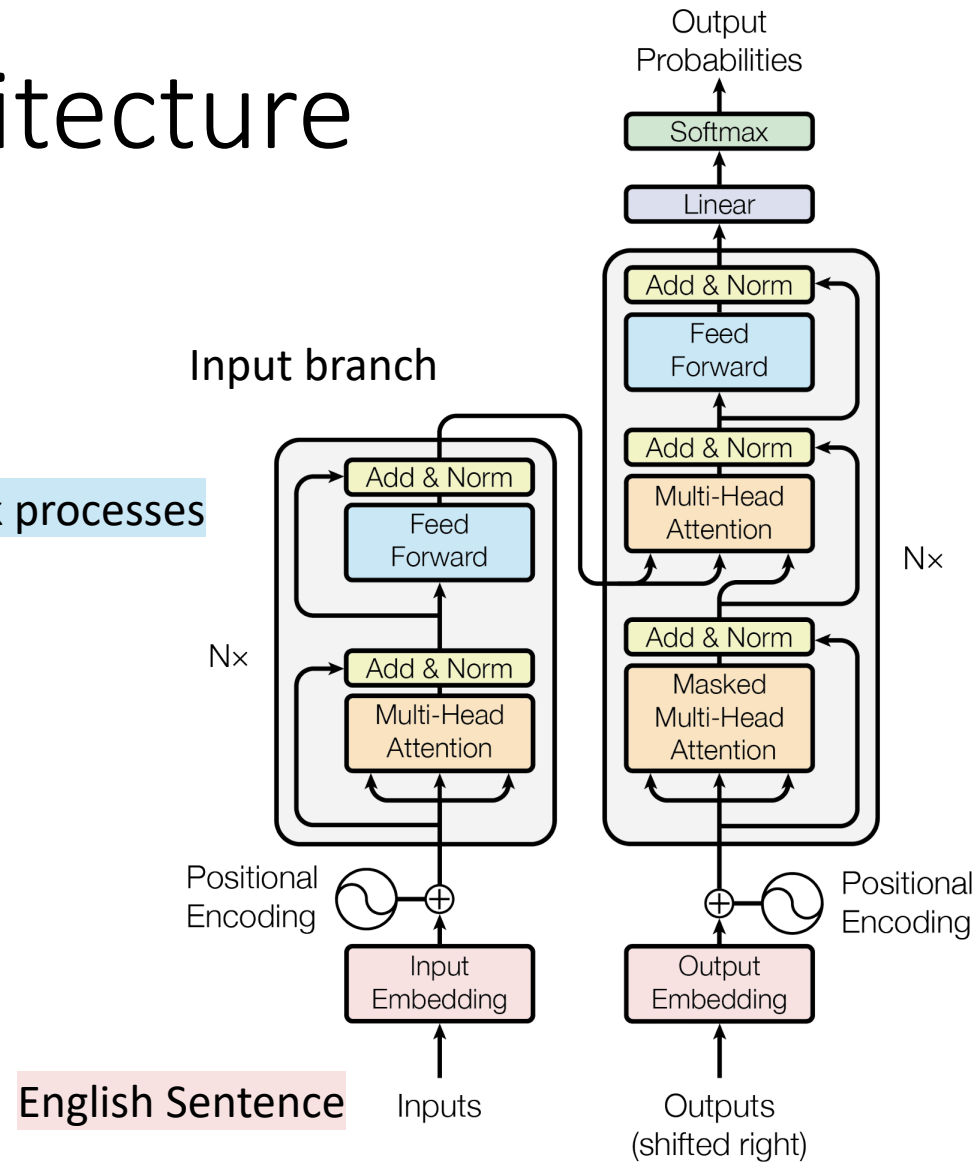 itecture
Output
Probabilities
Softmax
Linear
Add & Norm
Feed
Forward
Add & Norm
Multi-Head
Attention
Add & Norm
Masked
Multi-Head
Attention
N×
Input branch
Add & Norm
Feed
Forward
processes
N×
Add & Norm
Multi-Head
Attention
Positional
Encoding
Positional
Encoding
Input
Embedding
Output
Embedding
English Sentence
Inputs
Outputs
(shifted right)